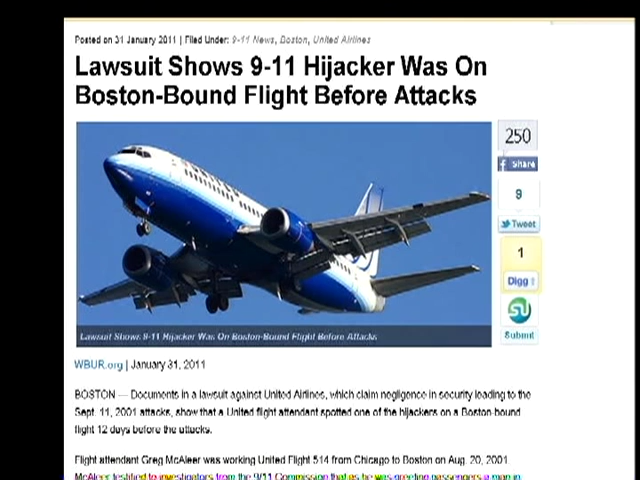 Posted on 31 January 2011 | Filed Under: 9-11 News, Boston, United Airlines
Lawsuit Shows 9-11 Hijacker Was On
Boston-Bound Flight Before Attacks
250
Share
9
Tweet
1
Digg
Submit
Lawsuit Shows 9-11 Hijacker Was On Boston-Bound Flight Before Attacks
WBUR.org | January 31, 2011
BOSTON — Documents in a lawsuit against United Airlines, which claim negligence in security leading to the
Sept. 11, 2001 attacks, show that a United flight attendant spotted one of the hijackers on a Boston-bound
flight 12 days before the attacks.
Flight attendant Greg McAleer was working United Flight 514 from Chicago to Boston on Aug. 20, 2001.
McAleer testified to investigators from the 9/11 Commission that as he was greeting passengers a man in